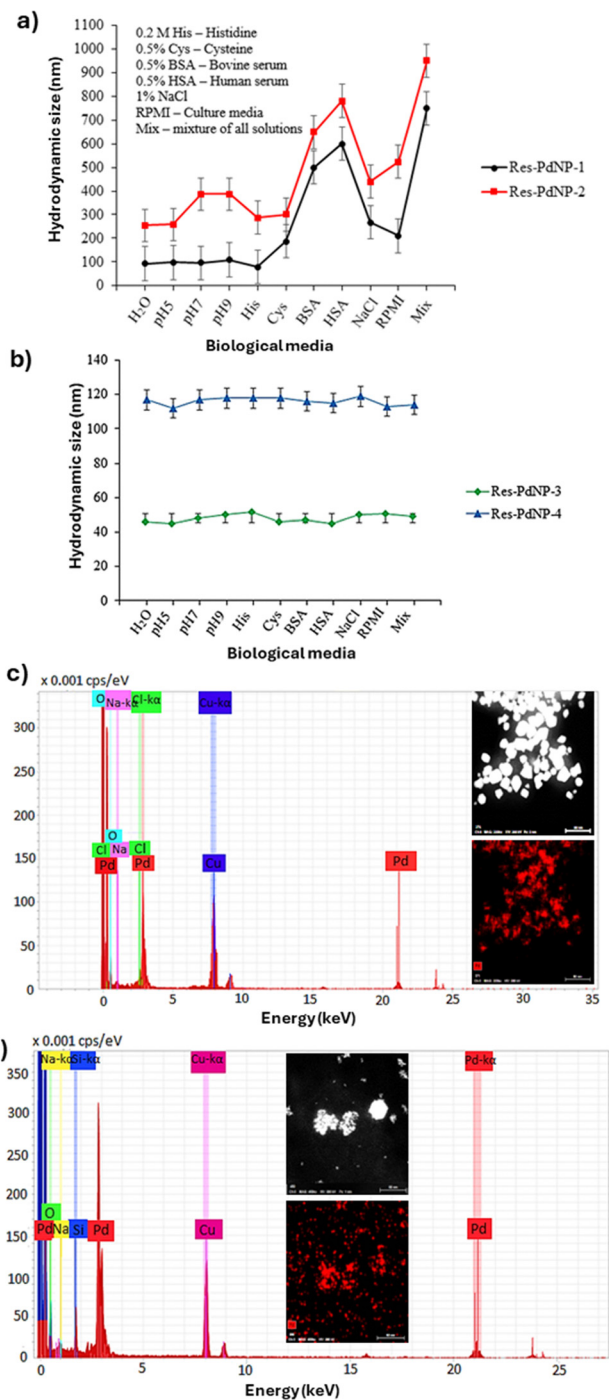 a)
1100
1000
900
800
700
600
500
400
300
200
100
0
Hydrodynamic size (nm)
0.2 M His – Histidine
0.5% Cys – Cysteine
0.5% BSA – Bovine serum
0.5% HSA – Human serum
1% NaCl
RPMI – Culture media
Mix – mixture of all solutions
Res-PdNP-1
Res-PdNP-2
H₂O
pH5
pH7
pH9
His
Cys
BSA
HSA
NaCl
RPMI
Mix
Biological media
b)
140
120
100
80
60
40
20
0
Hydrodynamic size (nm)
Res-PdNP-3
Res-PdNP-4
H₂O
pH5
pH7
pH9
His
Cys
BSA
HSA
NaCl
RPMI
Mix
Biological media
c)
x 0.001 cps/eV
O Na-kα Cl-kα Cu-kα
300
250
200
150
100
50
0
O
Cl Na Cl
Pd Pd Cu Pd
0 5 10 15 20 25 30 35
Energy (keV)
)
x 0.001 cps/eV
Na-kα Si-kα Cu-kα Pd-kα
350
300
250
200
150
100
50
0
O
Pd Na Si Pd Cu Pd
0 5 10 15 20 25
Energy (keV)